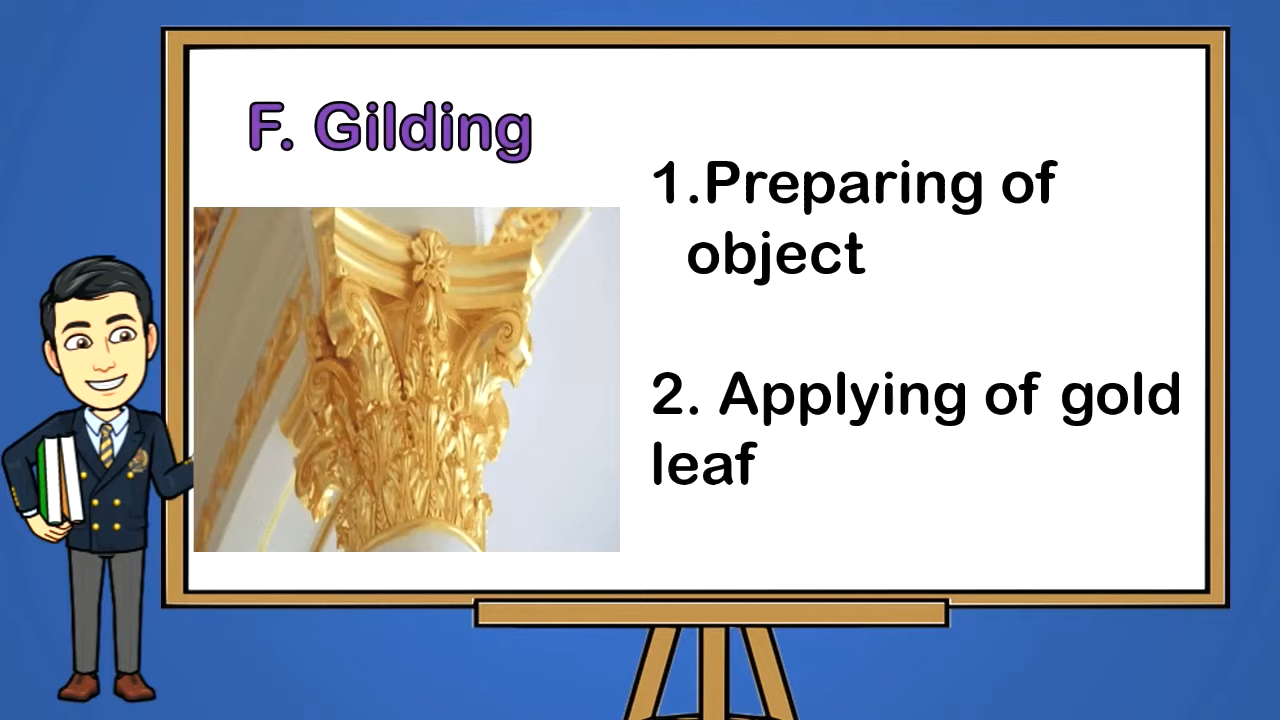 F. Gilding
1.Preparing of
object
2. Applying of gold
leaf